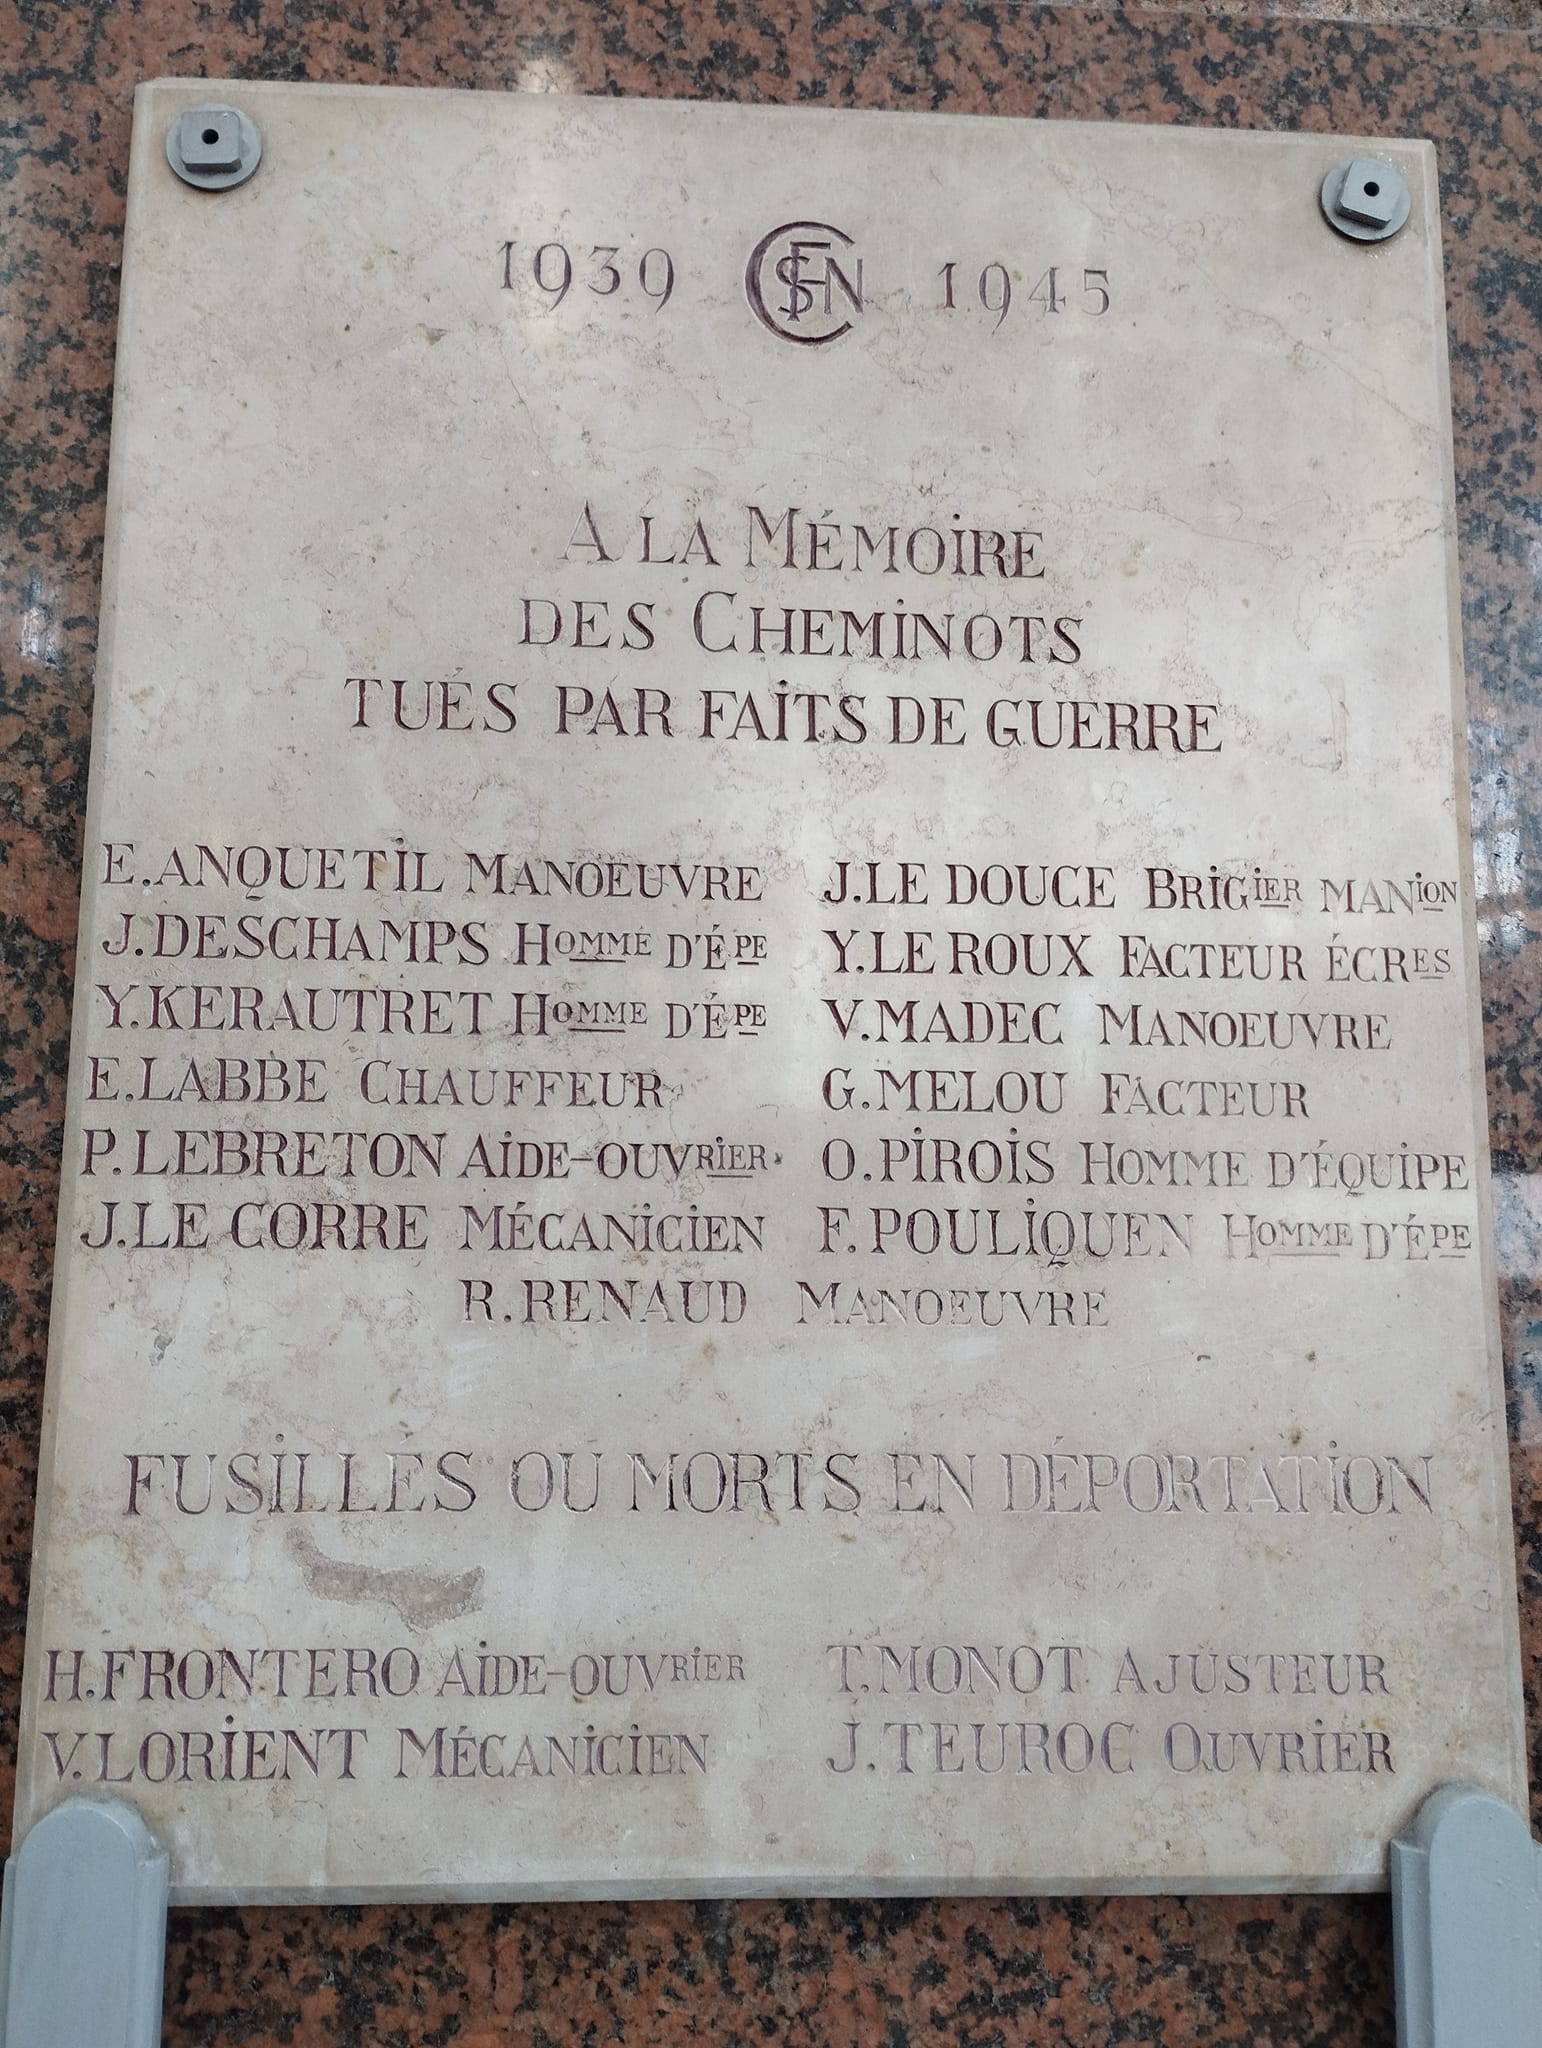 1939 SNCF 1945
A LA MÉMOIRE
DES CHEMINOTS
TUÉS PAR FAITS DE GUERRE
E.ANQUETIL MANOEUVRE J.LE DOUCE BRIGIER MANION
J.DESCHAMPS HOMME D'ÉPE Y.LE ROUX FACTEUR ÉCRES
Y.KERAUTRET HOMME D'ÉPE V.MADEC MANOEUVRE
E.LABBE CHAUFFEUR G.MELOU FACTEUR
P.LEBRETON AIDE-OUVRIER O.PIROIS HOMME D'ÉQUIPE
J.LE CORRE MÉCANICIEN F.POULIQUEN HOMME D'ÉPE
R.RENAUD MANOEUVRE
FUSILLÉS OU MORTS EN DÉPORTATION
H.FRONTERO AIDE-OUVRIER T.MONOT AJUSTEUR
V.LORIENT MÉCANICIEN J.TEUROC OUVRIER